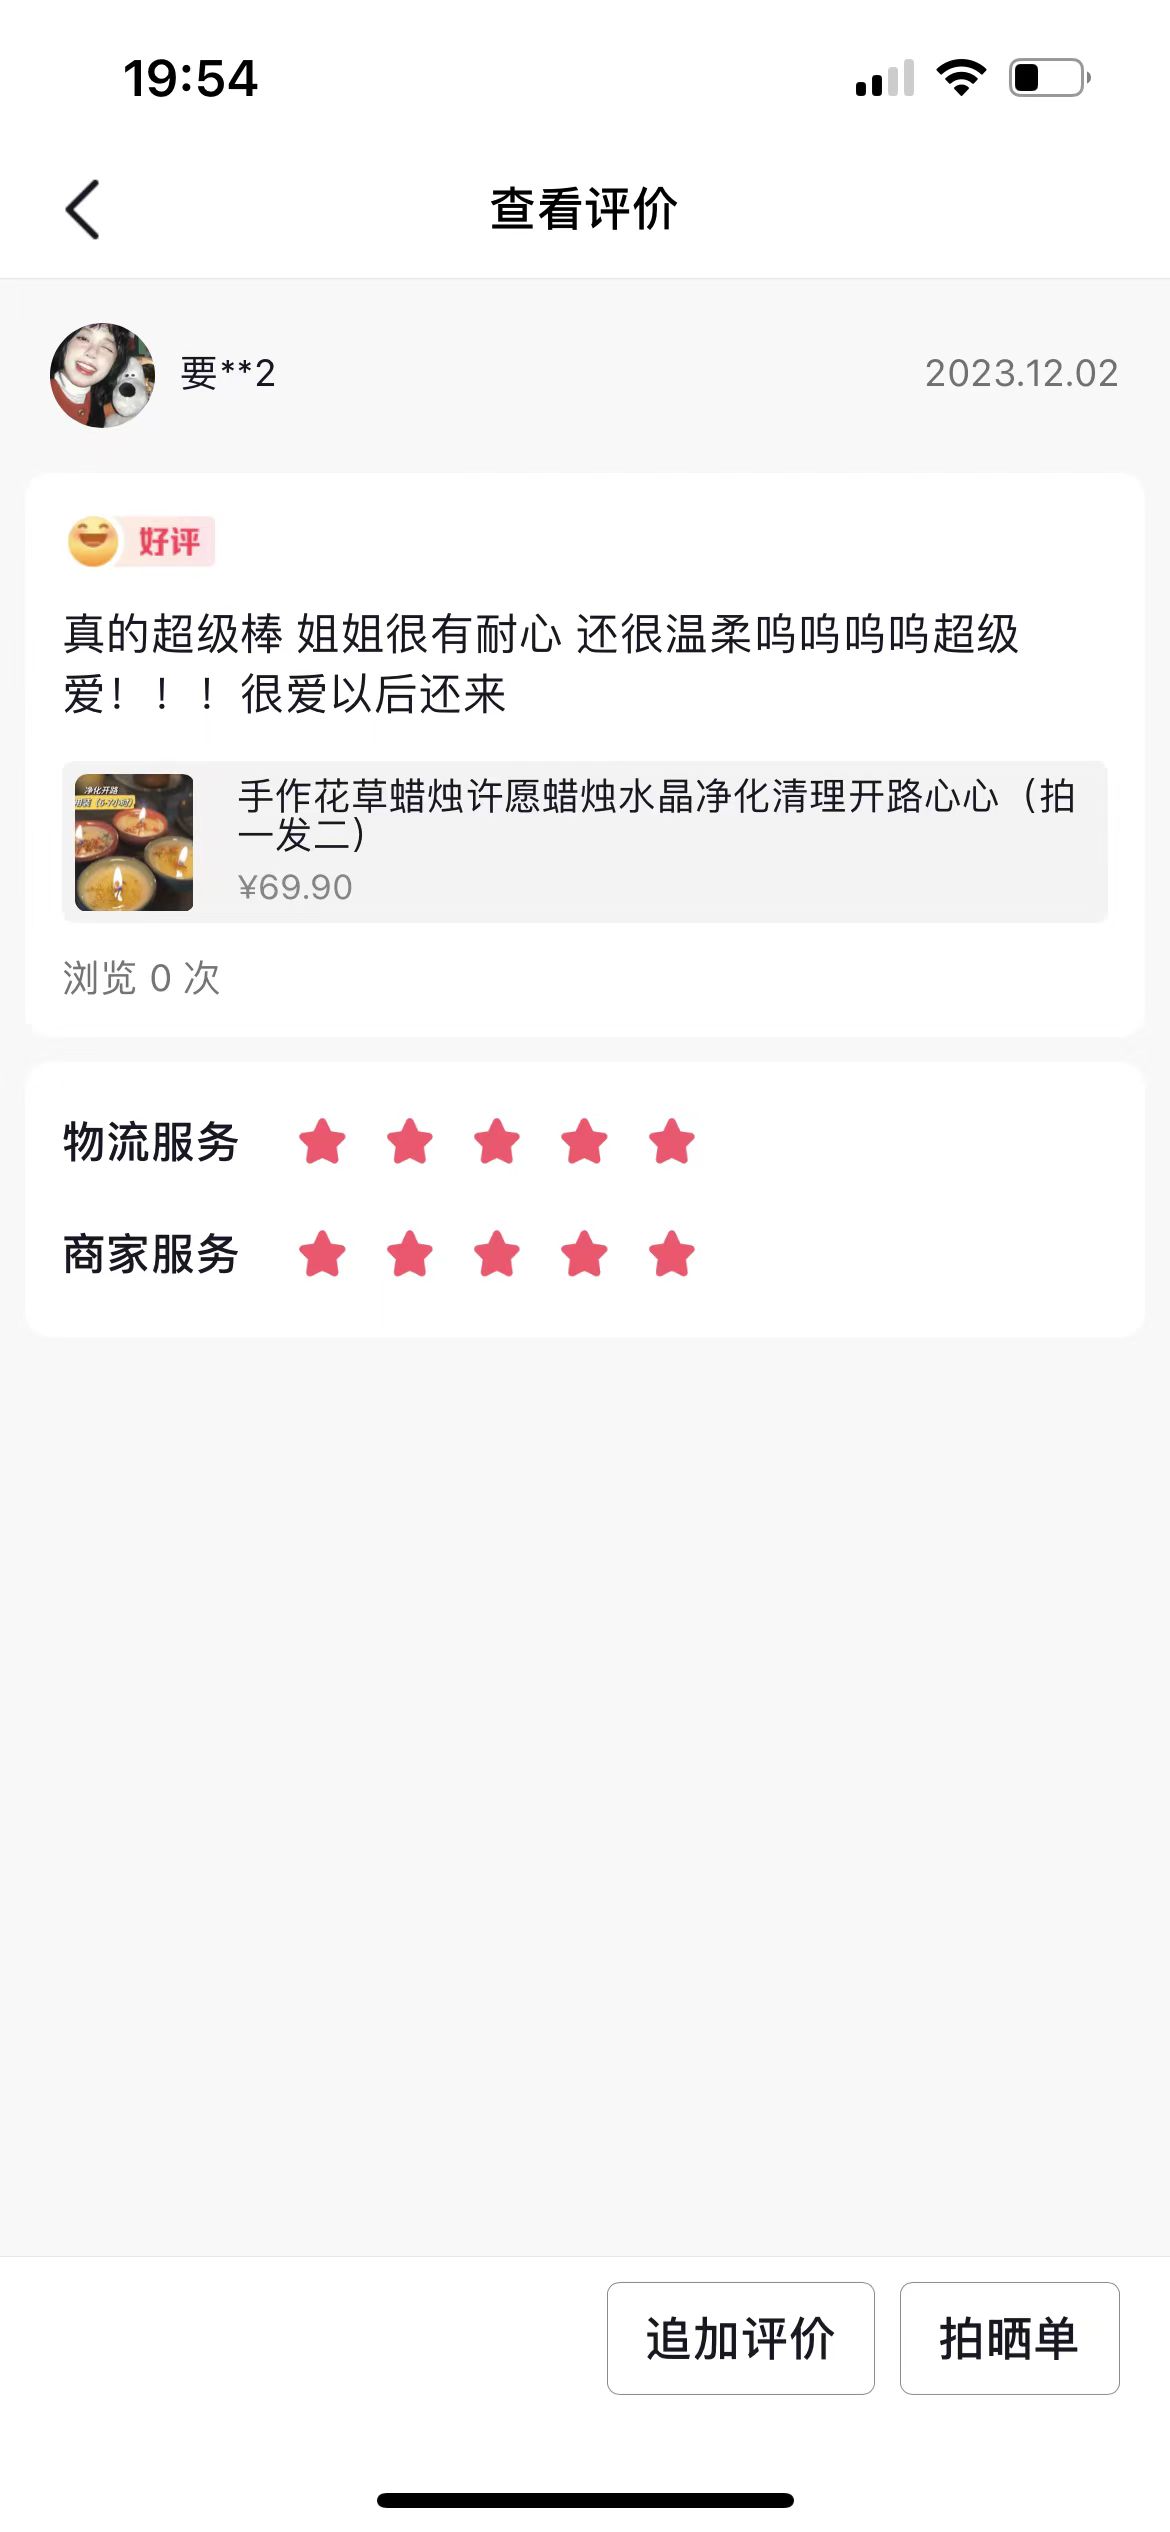 19:54
查看评价
要**2
2023.12.02
好评
真的超级棒 姐姐很有耐心 还很温柔呜呜呜呜超级
爱！！！很爱以后还来
净化开路
手作花草蜡烛许愿蜡烛水晶净化清理开路心心（拍
一发二）
¥69.90
浏览 0 次
物流服务
商家服务
追加评价
拍晒单